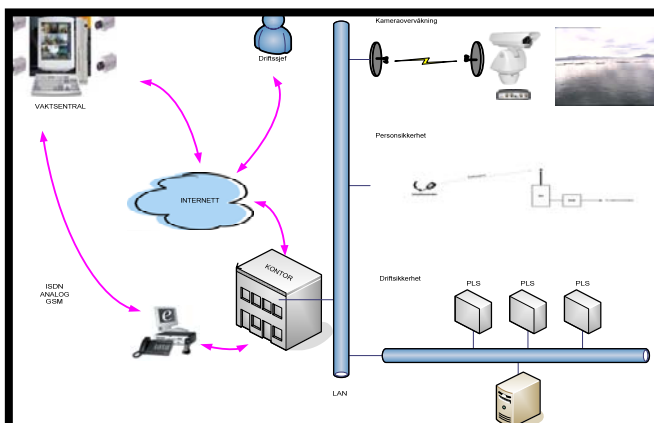 Kameraovervåkning
Driftssjef
VAKTSENTRAL
Personsikkerhet
INTERNETT
KONTOR
ISDN
ANALOG
GSM
Driftsikkerhet
PLS
PLS
PLS
LAN